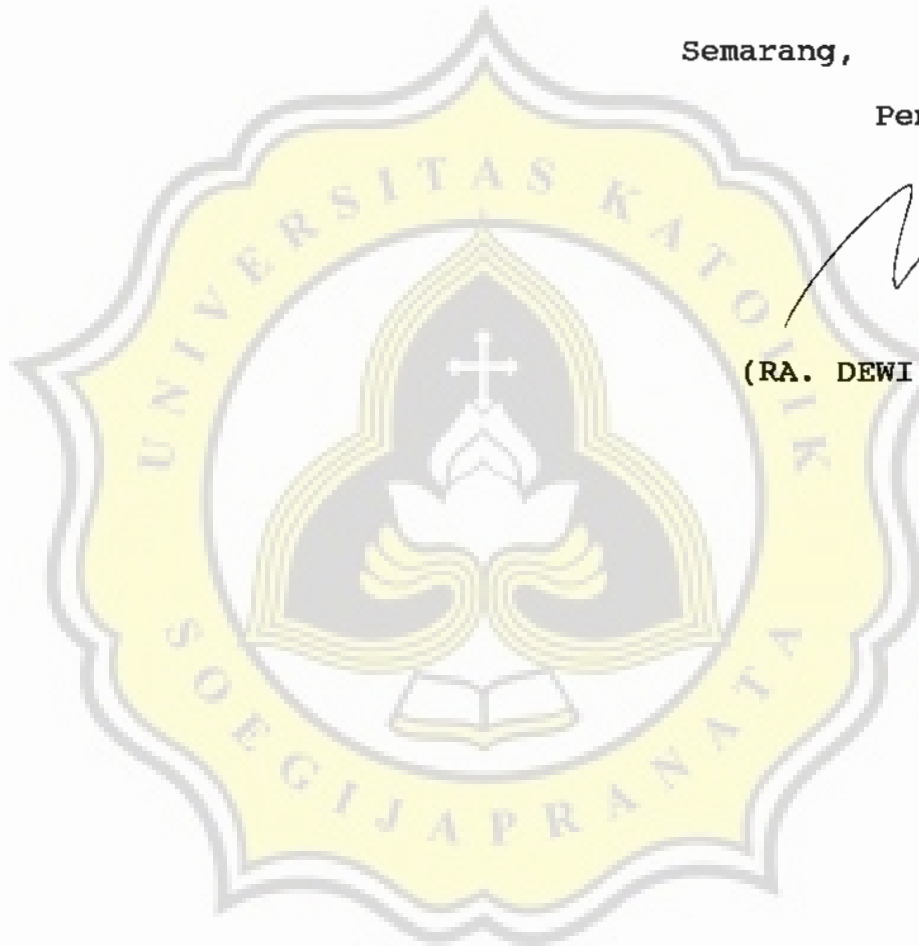 Semarang,
Pen
(RA. DEWI
UNIVERSITAS KATOLIK
SOEGIJAPRANATA